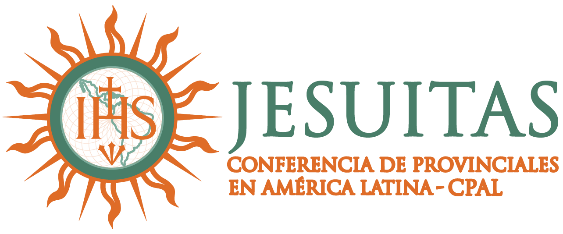 IHS
JESUITAS
CONFERENCIA DE PROVINCIALES
EN AMÉRICA LATINA - CPAL